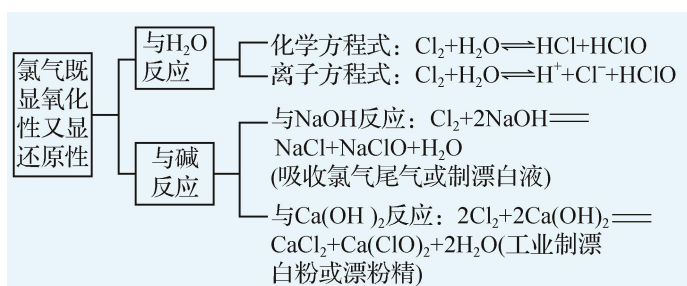 氯气既
显氧化
性又显
还原性
与H₂O
反应
化学方程式：Cl₂+H₂O⇌HCl+HClO
离子方程式：Cl₂+H₂O⇌H⁺+Cl⁻+HClO
与碱
反应
与NaOH反应：Cl₂+2NaOH══
NaCl+NaClO+H₂O
(吸收氯气尾气或制漂白液)
与Ca(OH )₂反应：2Cl₂+2Ca(OH)₂══
CaCl₂+Ca(ClO)₂+2H₂O(工业制漂
白粉或漂粉精)